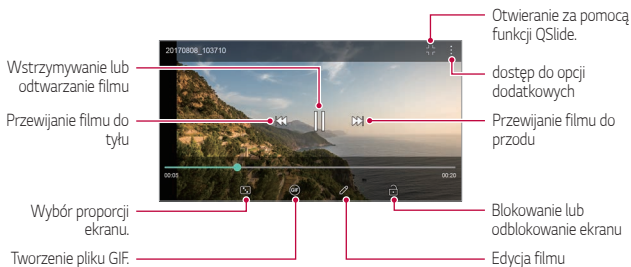 Otwieranie za pomocą
funkcji QSlide.
20170808_103710
dostęp do opcji
dodatkowych
Wstrzymywanie lub
odtwarzanie filmu
Przewijanie filmu do
tyłu
Przewijanie filmu do
przodu
00:05
00:20
GIF
Wybór proporcji
ekranu.
Blokowanie lub
odblokowanie ekranu
Tworzenie pliku GIF.
Edycja filmu